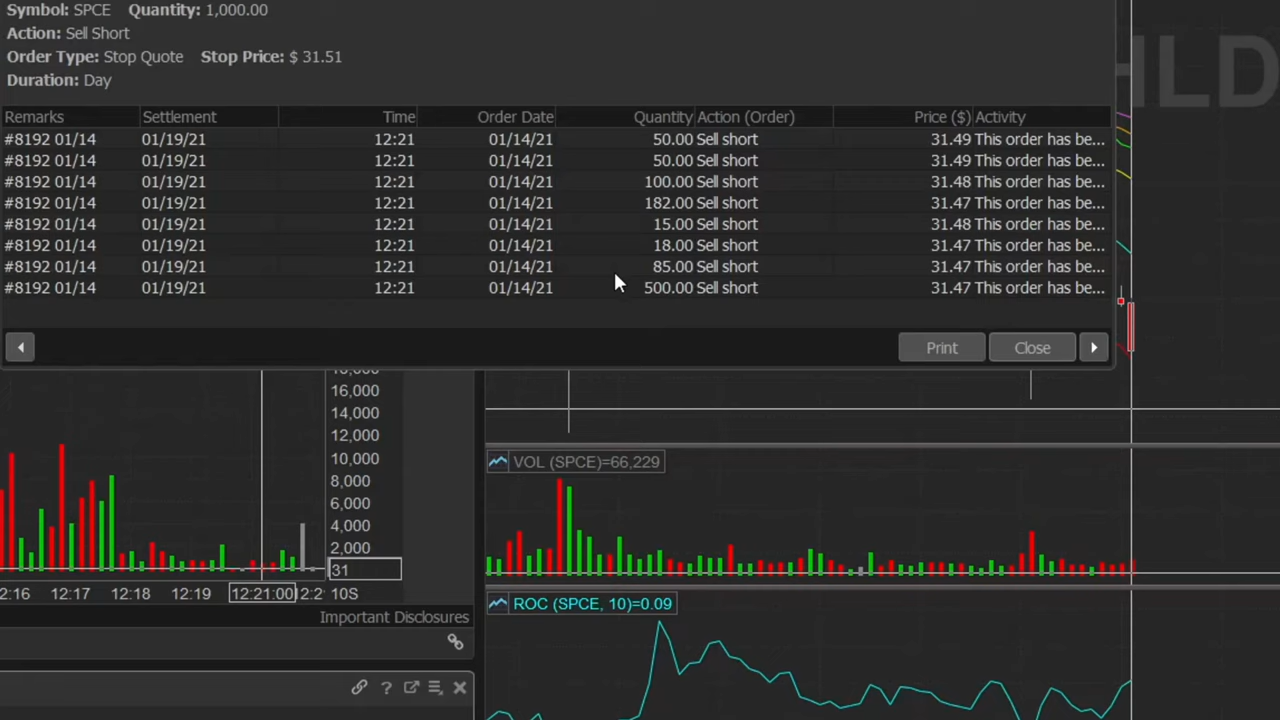 Symbol: SPCE Quantity: 1,000.00
Action: Sell Short
Order Type: Stop Quote Stop Price: $ 31.51
Duration: Day
HLD
Remarks Settlement Time Order Date Quantity Action (Order) Price ($) Activity
#8192 01/14 01/19/21 12:21 01/14/21 50.00 Sell short 31.49 This order has be...
#8192 01/14 01/19/21 12:21 01/14/21 50.00 Sell short 31.49 This order has be...
#8192 01/14 01/19/21 12:21 01/14/21 100.00 Sell short 31.48 This order has be...
#8192 01/14 01/19/21 12:21 01/14/21 182.00 Sell short 31.47 This order has be...
#8192 01/14 01/19/21 12:21 01/14/21 15.00 Sell short 31.48 This order has be...
#8192 01/14 01/19/21 12:21 01/14/21 18.00 Sell short 31.47 This order has be...
#8192 01/14 01/19/21 12:21 01/14/21 85.00 Sell short 31.47 This order has be...
#8192 01/14 01/19/21 12:21 01/14/21 500.00 Sell short 31.47 This order has be...
Print Close
16,000
14,000
12,000
10,000
8,000
6,000
4,000
2,000
31
2:16 12:17 12:18 12:19 12:21:00 12:2 10S
Important Disclosures
VOL (SPCE)=66,229
ROC (SPCE, 10)=0.09
?